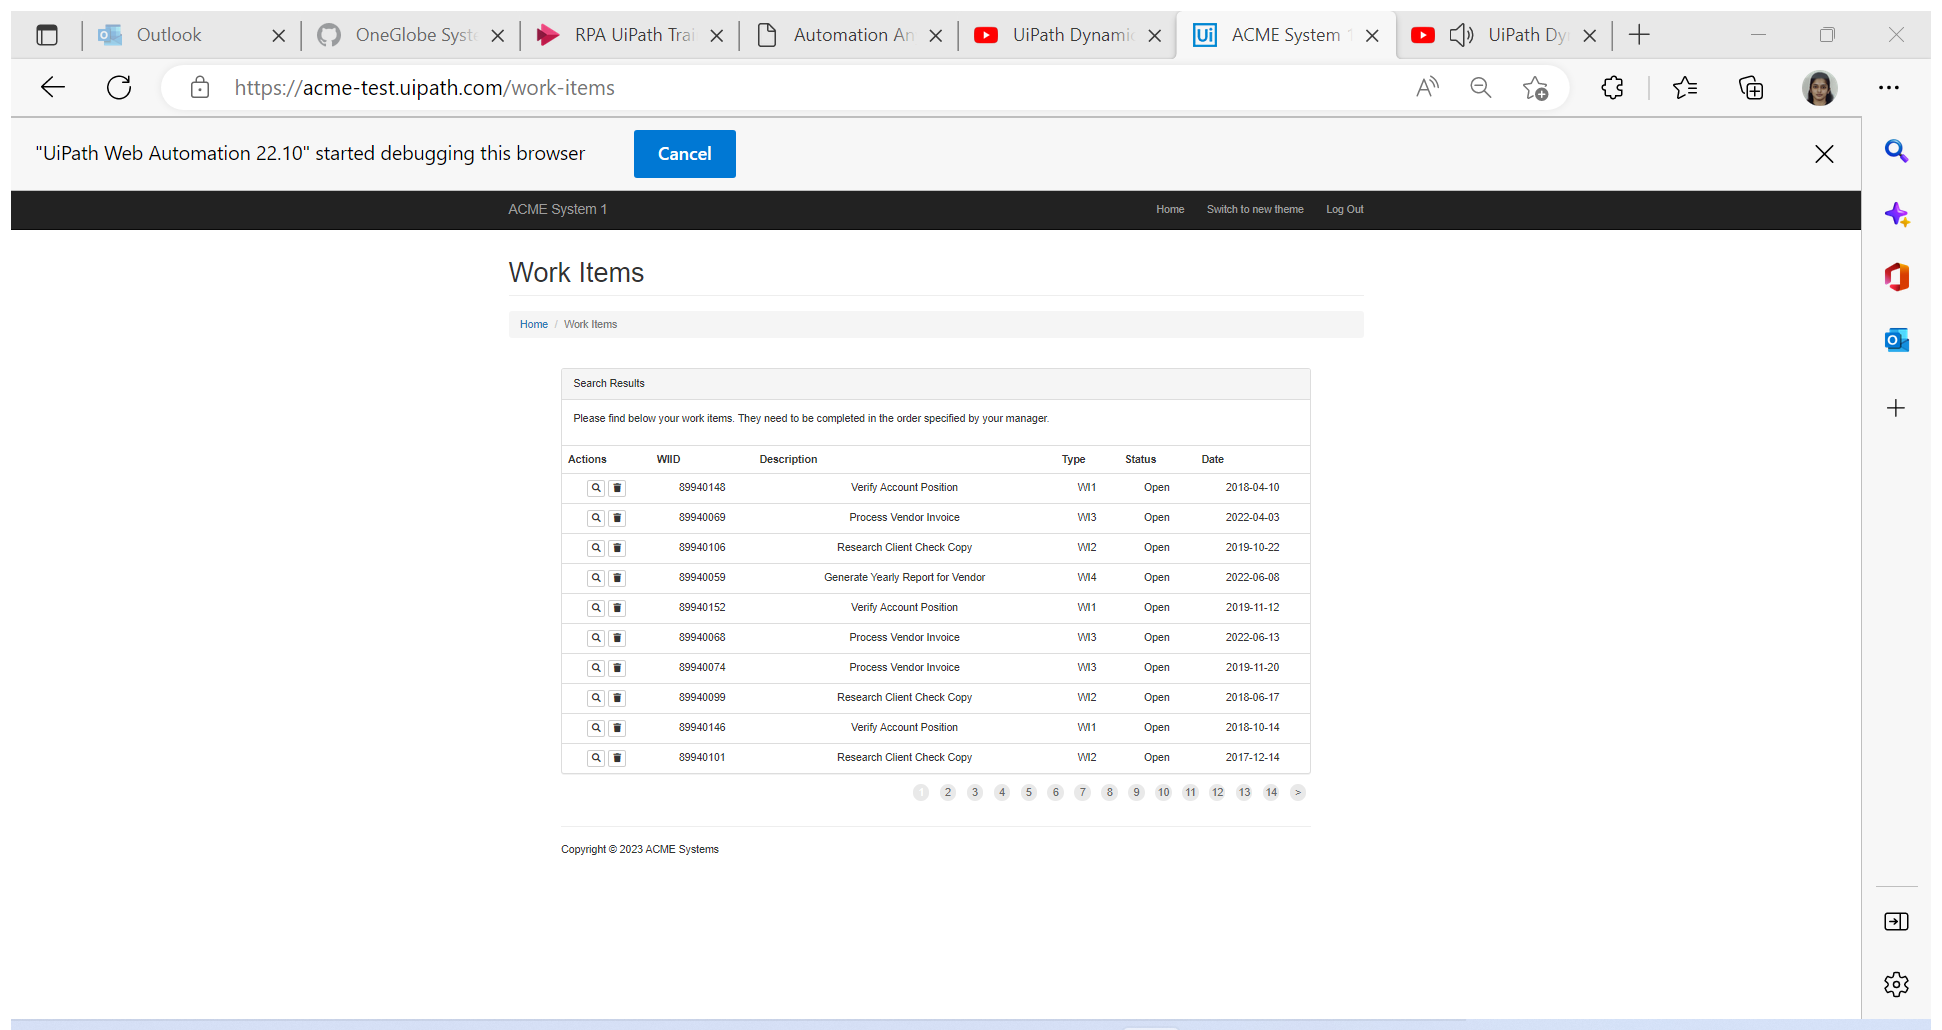 Outlook OneGlobe Syste RPA UiPath Trai Automation An UiPath Dynamic ACME System 1 UiPath Dy
https://acme-test.uipath.com/work-items
"UiPath Web Automation 22.10" started debugging this browser Cancel
ACME System 1 Home Switch to new theme Log Out
Work Items
Home / Work Items
Search Results
Please find below your work items. They need to be completed in the order specified by your manager.
Actions WIID Description Type Status Date
89940148 Verify Account Position WI1 Open 2018-04-10
89940069 Process Vendor Invoice WI3 Open 2022-04-03
89940106 Research Client Check Copy WI2 Open 2019-10-22
89940059 Generate Yearly Report for Vendor WI4 Open 2022-06-08
89940152 Verify Account Position WI1 Open 2019-11-12
89940068 Process Vendor Invoice WI3 Open 2022-06-13
89940074 Process Vendor Invoice WI3 Open 2019-11-20
89940099 Research Client Check Copy WI2 Open 2018-06-17
89940146 Verify Account Position WI1 Open 2018-10-14
89940101 Research Client Check Copy WI2 Open 2017-12-14
1 2 3 4 5 6 7 8 9 10 11 12 13 14 >
Copyright © 2023 ACME Systems